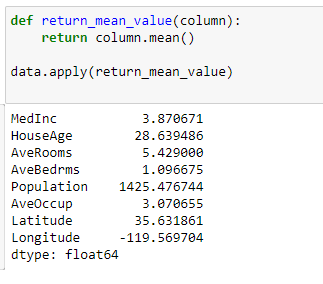 def return_mean_value(column):
    return column.mean()
data.apply(return_mean_value)
MedInc           3.870671
HouseAge        28.639486
AveRooms         5.429000
AveBedrms        1.096675
Population    1425.476744
AveOccup         3.070655
Latitude        35.631861
Longitude     -119.569704
dtype: float64